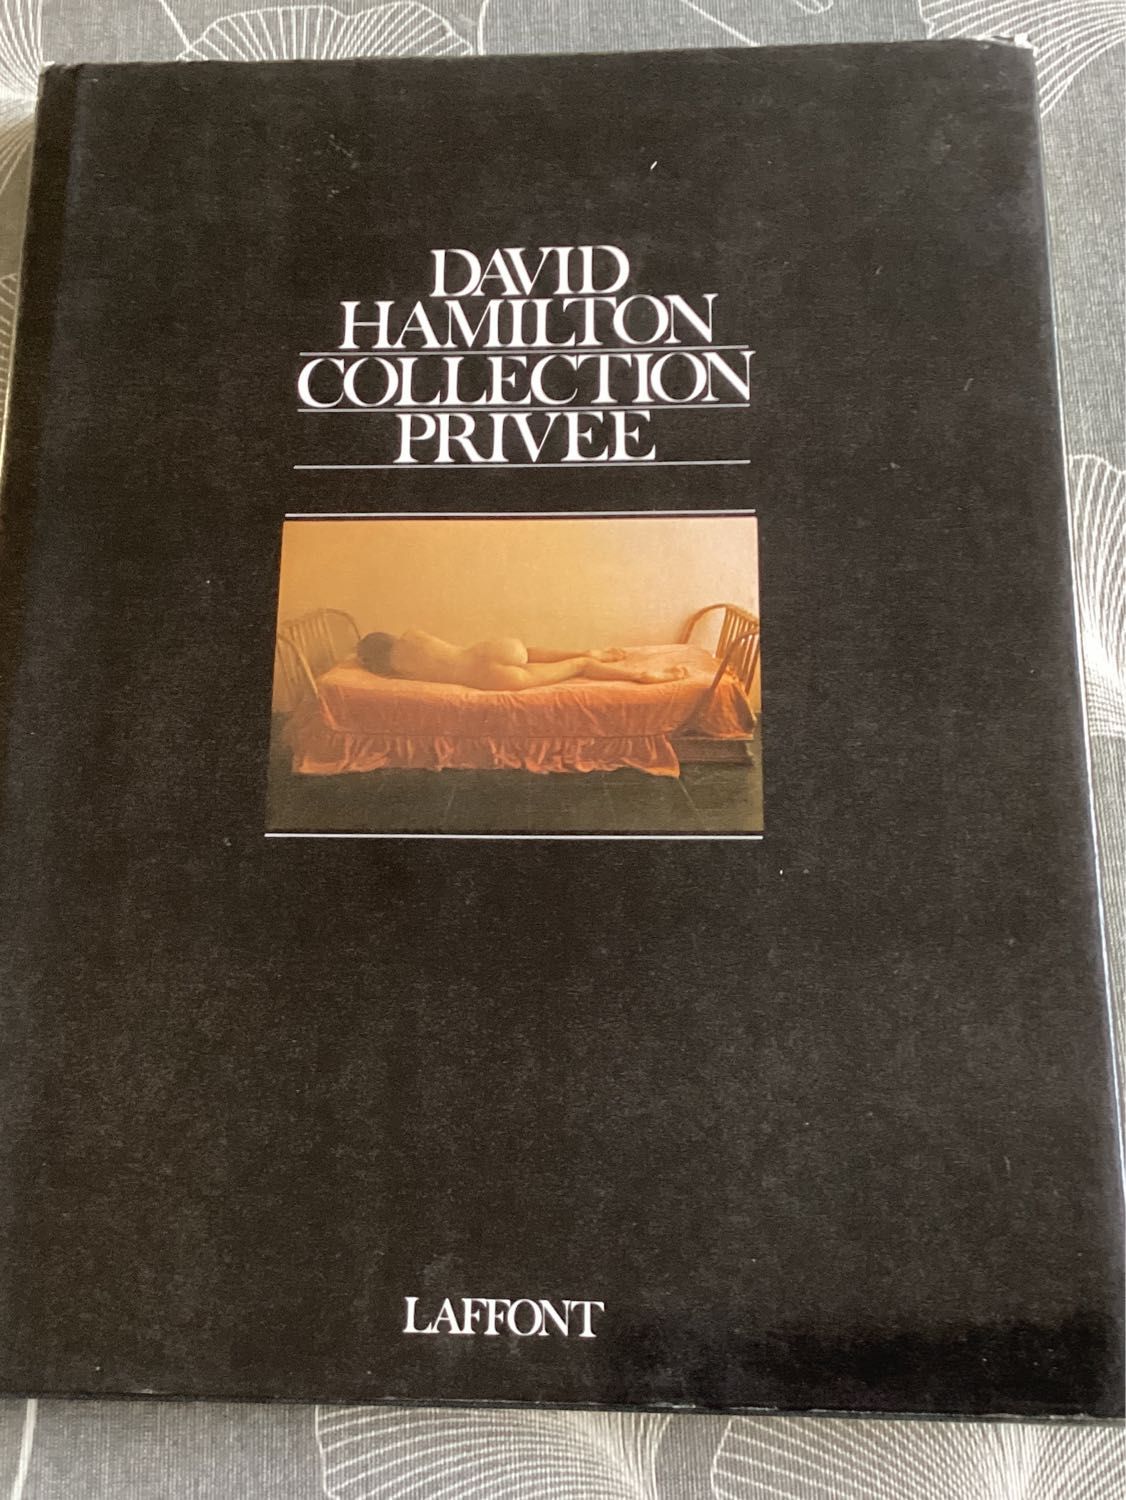 DAVID
HAMILTON
COLLECTION
PRIVEE
LAFFONT